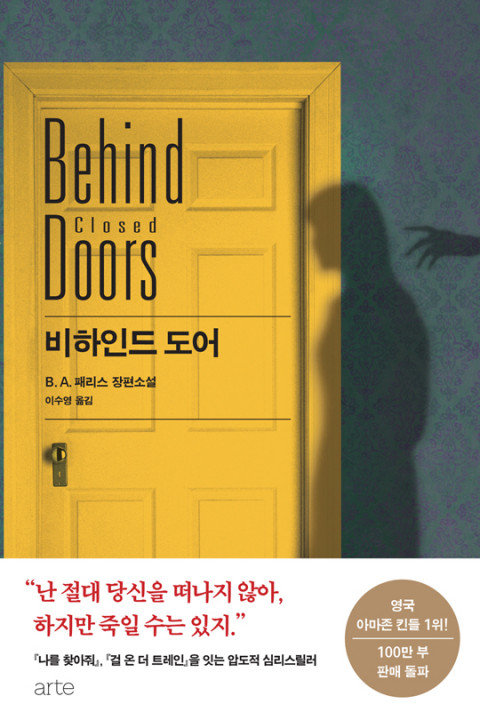 Behind
Closed
Doors
비하인드 도어
B. A. 패리스 장편소설
이수영 옮김
“난 절대 당신을 떠나지 않아,
하지만 죽일 수는 있지.”
『나를 찾아줘』, 『걸 온 더 트레인』을 잇는 압도적 심리스릴러
arte
영국
아마존 킨들 1위!
100만 부
판매 돌파